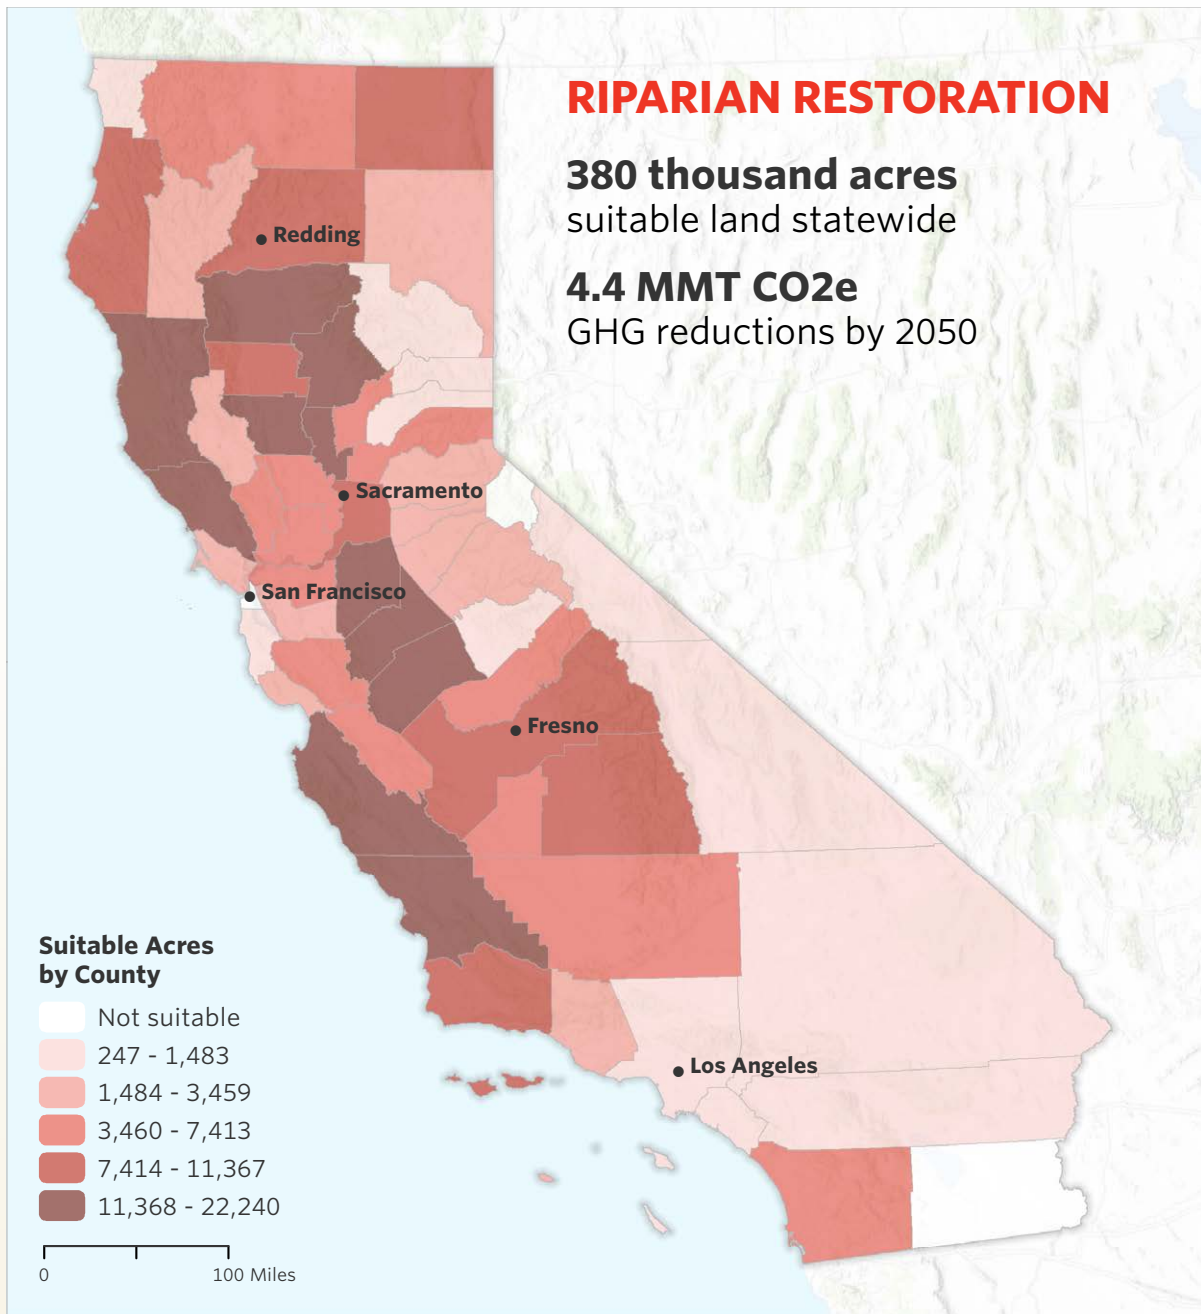 RIPARIAN RESTORATION
380 thousand acres
suitable land statewide
4.4 MMT CO2e
GHG reductions by 2050
Redding
Sacramento
San Francisco
Fresno
Los Angeles
Suitable Acres
by County
Not suitable
247 - 1,483
1,484 - 3,459
3,460 - 7,413
7,414 - 11,367
11,368 - 22,240
0 100 Miles